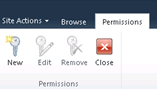 Site Actions Browse Permissions
New Edit Remove Close
Permissions